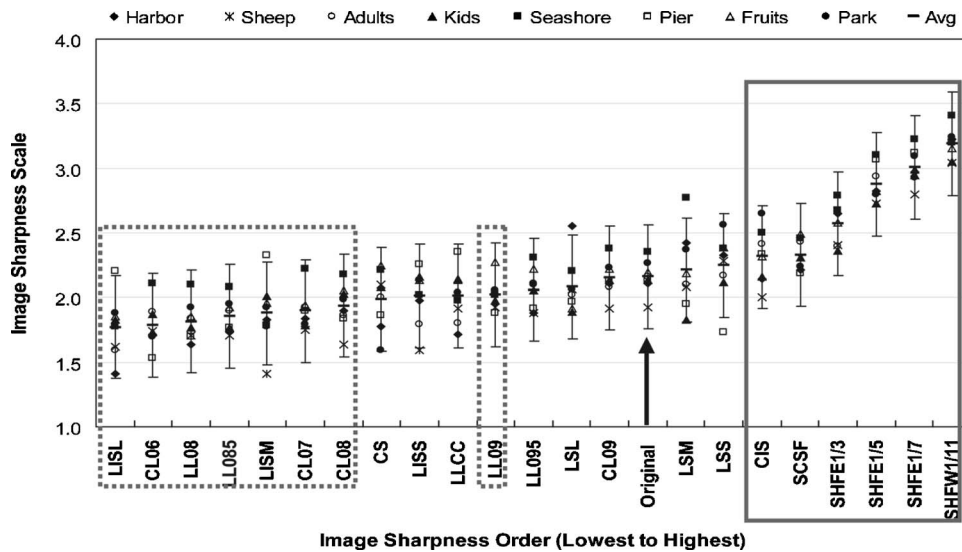 Harbor Sheep Adults Kids Seashore Pier Fruits Park Avg
4.0
3.5
3.0
2.5
2.0
1.5
1.0
Image Sharpness Scale
LISL CL06 LL08 LL085 LISM CL07 CL08 CS LISS LLCC LL09 LL095 LSL CL09 Original LSM LSS CIS SCSF SHFE1/3 SHFE1/5 SHFE1/7 SHFW1/11
Image Sharpness Order (Lowest to Highest)